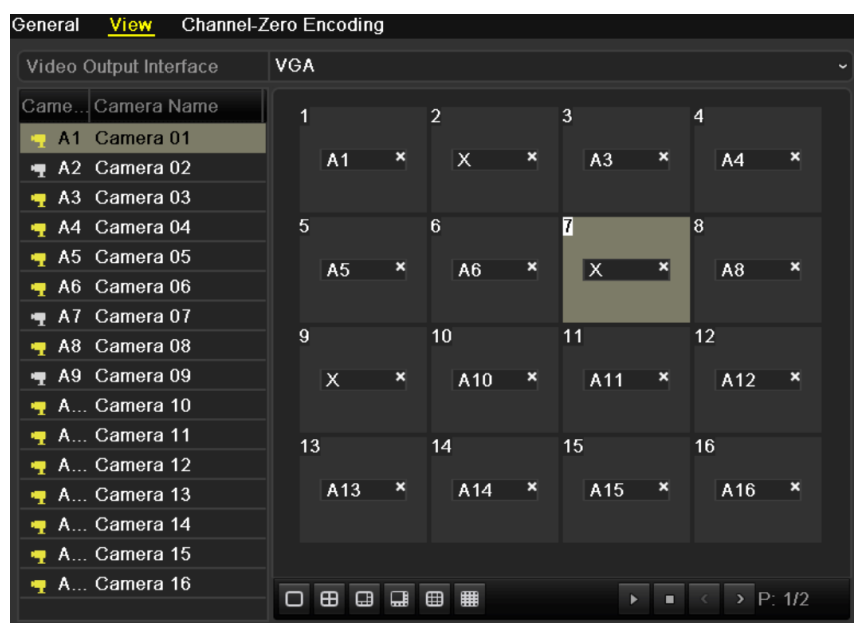 General View Channel-Zero Encoding
Video Output Interface VGA
Came... Camera Name
A1 Camera 01
A2 Camera 02
A3 Camera 03
A4 Camera 04
A5 Camera 05
A6 Camera 06
A7 Camera 07
A8 Camera 08
A9 Camera 09
A... Camera 10
A... Camera 11
A... Camera 12
A... Camera 13
A... Camera 14
A... Camera 15
A... Camera 16
1 2 3 4
A1 X A3 A4
5 6 7 8
A5 A6 X A8
9 10 11 12
X A10 A11 A12
13 14 15 16
A13 A14 A15 A16
P: 1/2